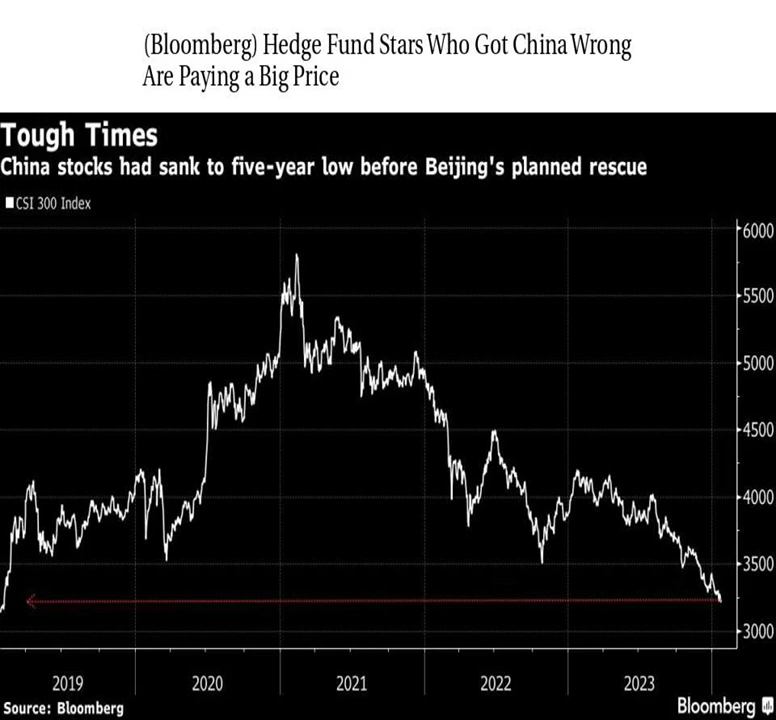 (Bloomberg) Hedge Fund Stars Who Got China Wrong
Are Paying a Big Price
Tough Times
China stocks had sank to five-year low before Beijing's planned rescue
CSI 300 Index
6000
5500
5000
4500
4000
3500
3000
2019 2020 2021 2022 2023
Source: Bloomberg
Bloomberg